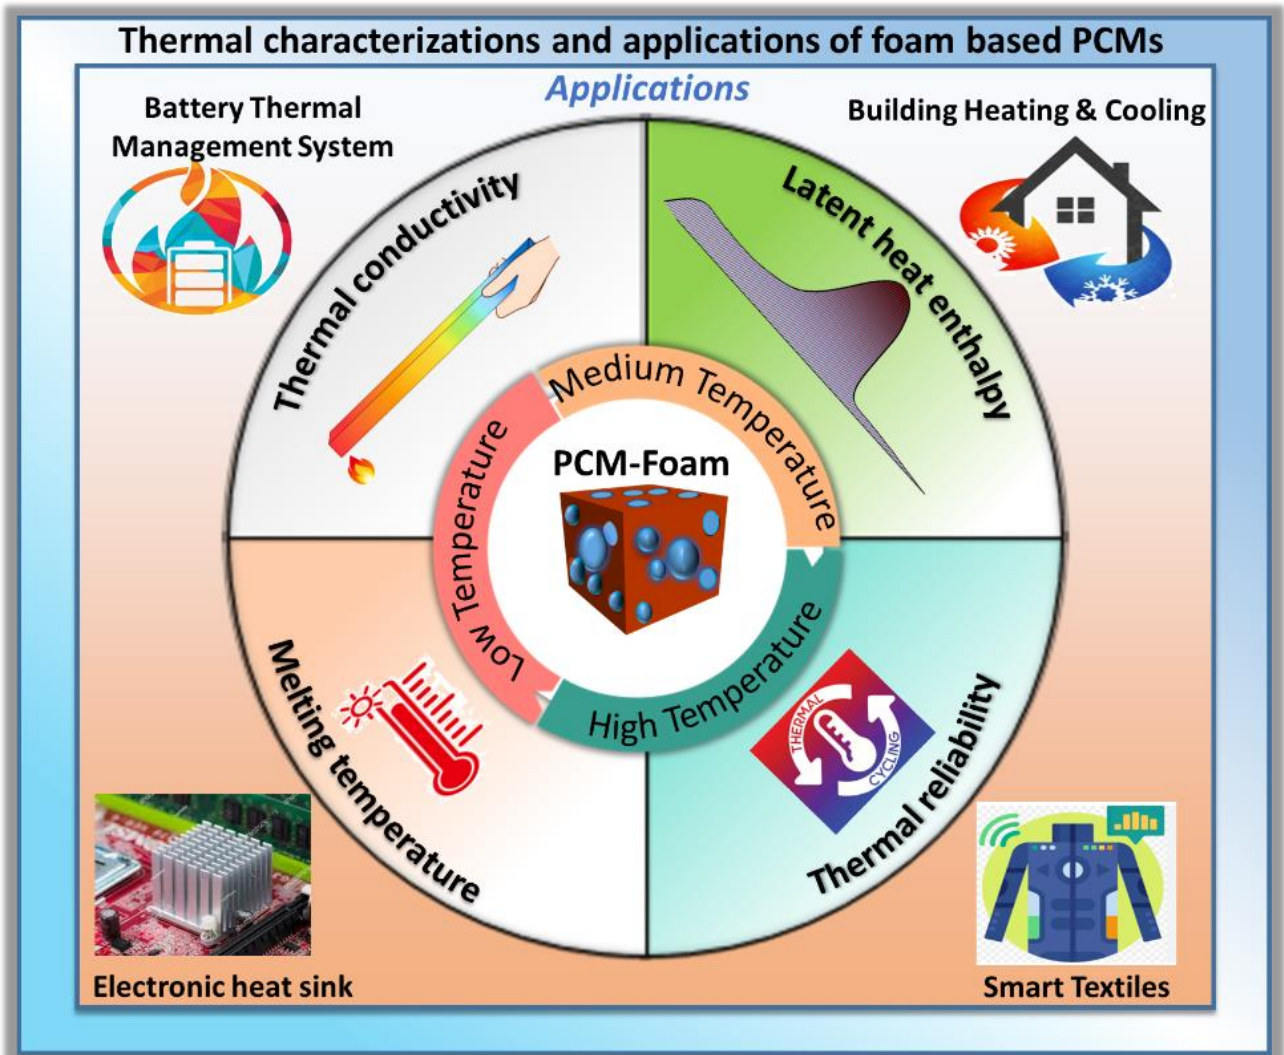 Thermal characterizations and applications of foam based PCMs
Applications
Battery Thermal
Management System
Building Heating & Cooling
Thermal conductivity
Latent heat enthalpy
Medium Temperature
Low Temperature
PCM-Foam
High Temperature
Melting temperature
THERMAL
CYCLING
Thermal reliability
Electronic heat sink
Smart Textiles